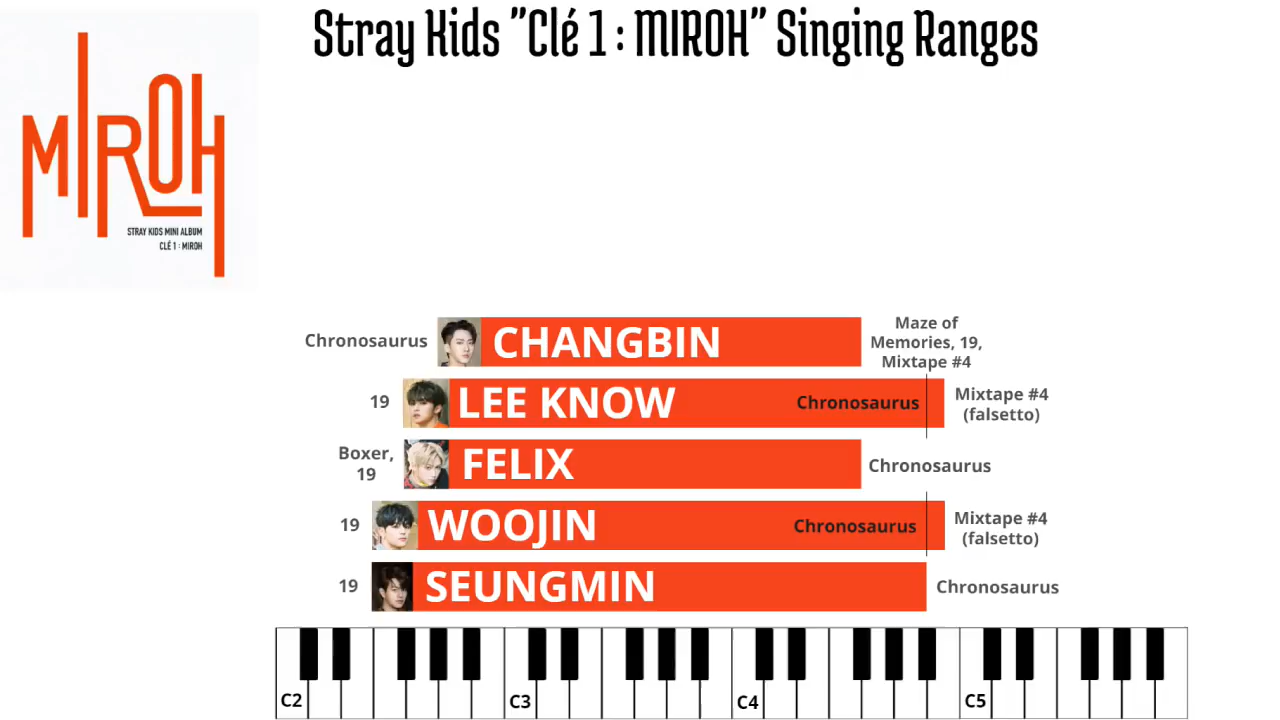 Stray Kids "Clé 1 : MIROH" Singing Ranges
MIROH
STRAY KIDS MINI ALBUM
CLÉ 1 : MIROH
Chronosaurus
CHANGBIN
Maze of
Memories, 19,
Mixtape #4
19
LEE KNOW
Chronosaurus
Mixtape #4
(falsetto)
Boxer,
19
FELIX
Chronosaurus
19
WOOJIN
Chronosaurus
Mixtape #4
(falsetto)
19
SEUNGMIN
Chronosaurus
C2
C3
C4
C5